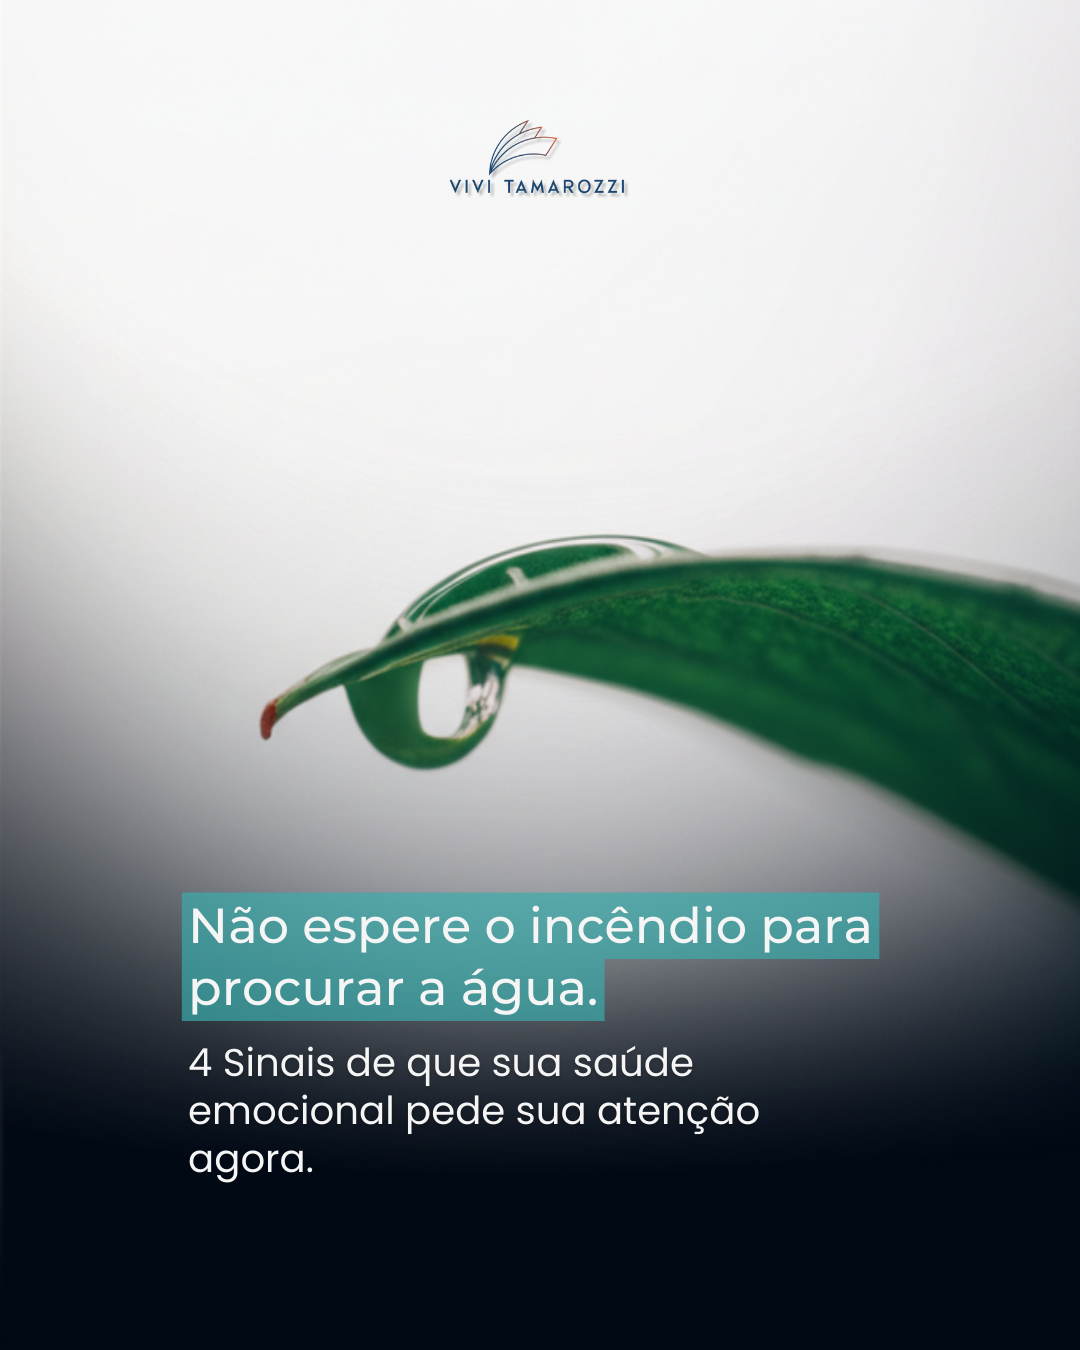 VIVI TAMAROZZI
Não espere o incêndio para
procurar a água.
4 Sinais de que sua saúde
emocional pede sua atenção
agora.